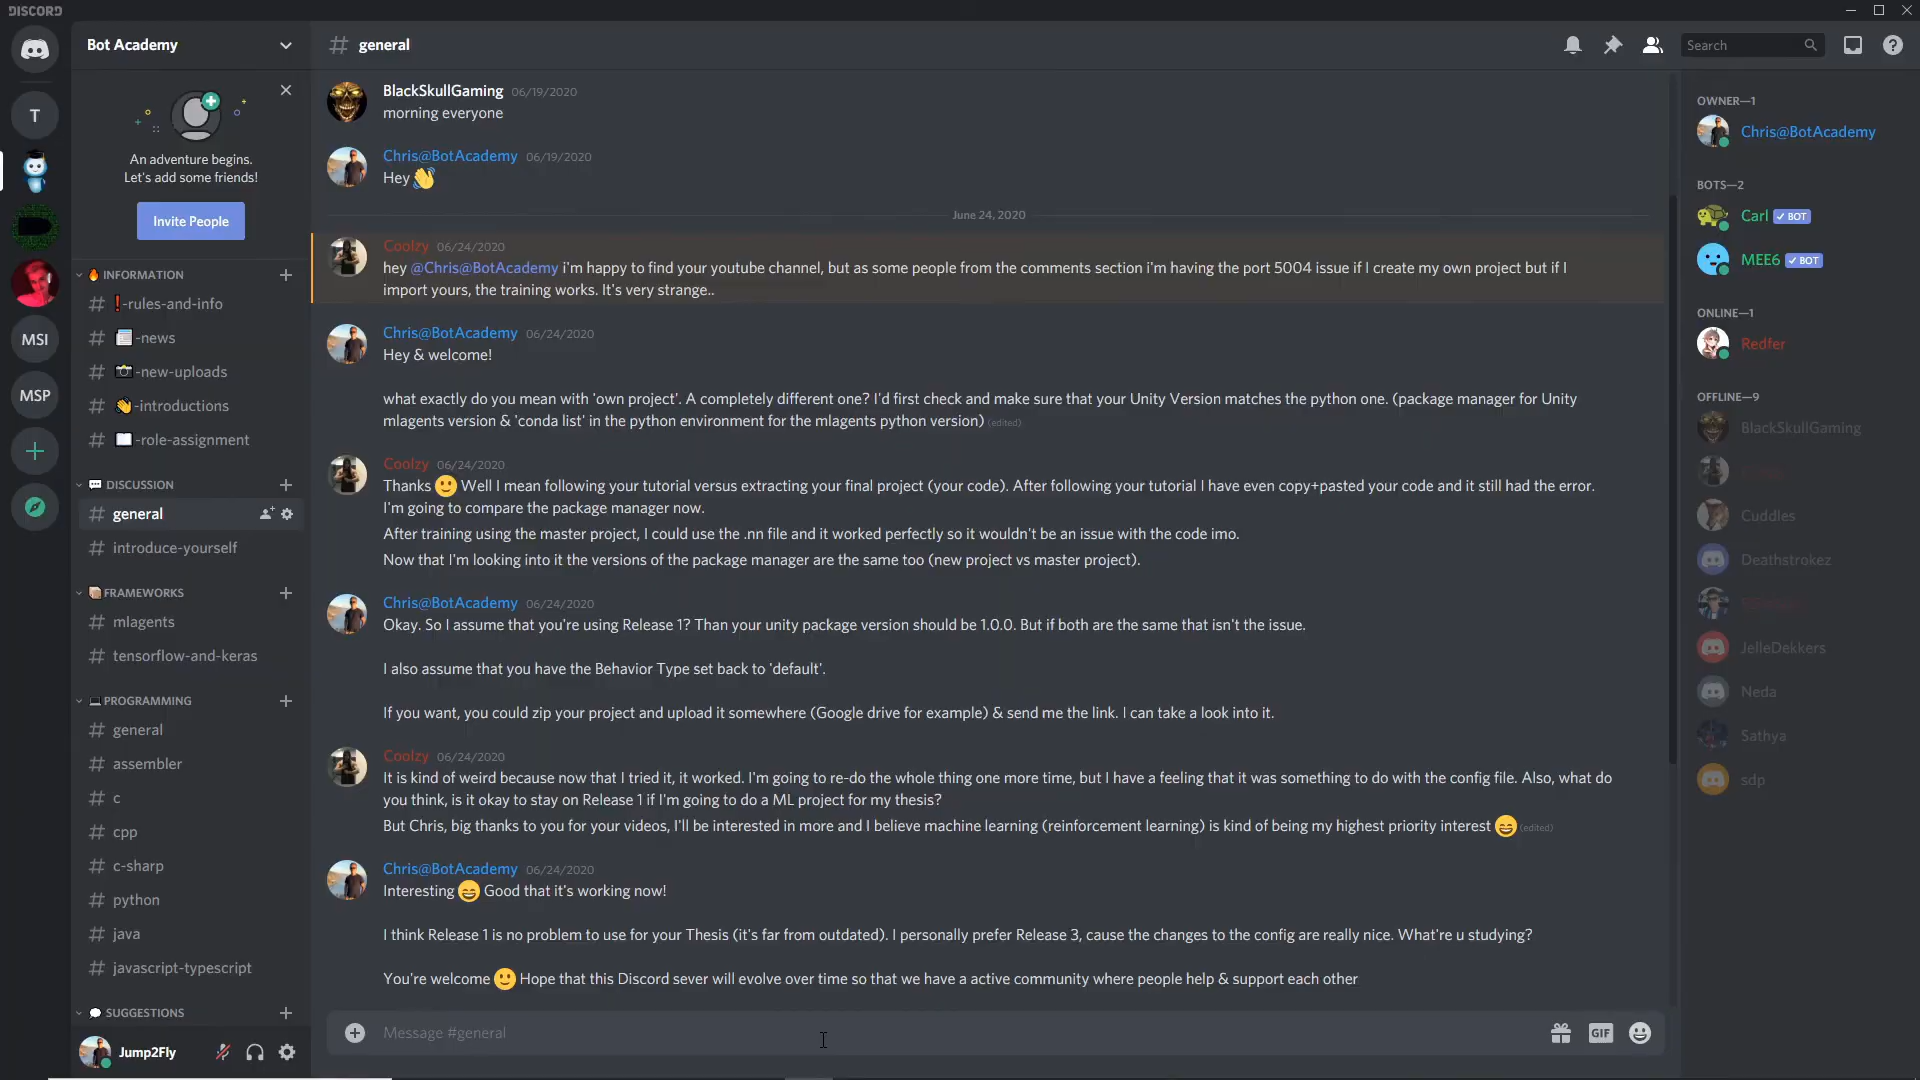 DISCORD
Bot Academy
general
Search
T
MSI
MSP
An adventure begins.
Let's add some friends!
Invite People
INFORMATION
-rules-and-info
-news
-new-uploads
-introductions
-role-assignment
DISCUSSION
general
introduce-yourself
FRAMEWORKS
mlagents
tensorflow-and-keras
PROGRAMMING
general
assembler
c
cpp
c-sharp
python
java
javascript-typescript
SUGGESTIONS
Jump2Fly
BlackSkullGaming 06/19/2020
morning everyone
Chris@BotAcademy 06/19/2020
Hey 👋
June 24, 2020
Coolzy 06/24/2020
hey @Chris@BotAcademy i'm happy to find your youtube channel, but as some people from the comments section i'm having the port 5004 issue if I create my own project but if I
import yours, the training works. It's very strange..
Chris@BotAcademy 06/24/2020
Hey & welcome!
what exactly do you mean with 'own project'. A completely different one? I'd first check and make sure that your Unity Version matches the python one. (package manager for Unity
mlagents version & 'conda list' in the python environment for the mlagents python version) (edited)
Coolzy 06/24/2020
Thanks 🙂 Well I mean following your tutorial versus extracting your final project (your code). After following your tutorial I have even copy+pasted your code and it still had the error.
I'm going to compare the package manager now.
After training using the master project, I could use the .nn file and it worked perfectly so it wouldn't be an issue with the code imo.
Now that I'm looking into it the versions of the package manager are the same too (new project vs master project).
Chris@BotAcademy 06/24/2020
Okay. So I assume that you're using Release 1? Than your unity package version should be 1.0.0. But if both are the same that isn't the issue.
I also assume that you have the Behavior Type set back to 'default'.
If you want, you could zip your project and upload it somewhere (Google drive for example) & send me the link. I can take a look into it.
Coolzy 06/24/2020
It is kind of weird because now that I tried it, it worked. I'm going to re-do the whole thing one more time, but I have a feeling that it was something to do with the config file. Also, what do
you think, is it okay to stay on Release 1 if I'm going to do a ML project for my thesis?
But Chris, big thanks to you for your videos, I'll be interested in more and I believe machine learning (reinforcement learning) is kind of being my highest priority interest 😄 (edited)
Chris@BotAcademy 06/24/2020
Interesting 😄 Good that it's working now!
I think Release 1 is no problem to use for your Thesis (it's far from outdated). I personally prefer Release 3, cause the changes to the config are really nice. What're u studying?
You're welcome 🙂 Hope that this Discord sever will evolve over time so that we have a active community where people help & support each other
Message #general
GIF
OWNER—1
Chris@BotAcademy
BOTS—2
Carl ✓ BOT
MEE6 ✓ BOT
ONLINE—1
Redfer
OFFLINE—9
BlackSkullGaming
Cuddles
Deathstrokez
JelleDekkers
Neda
Sathya
sdp